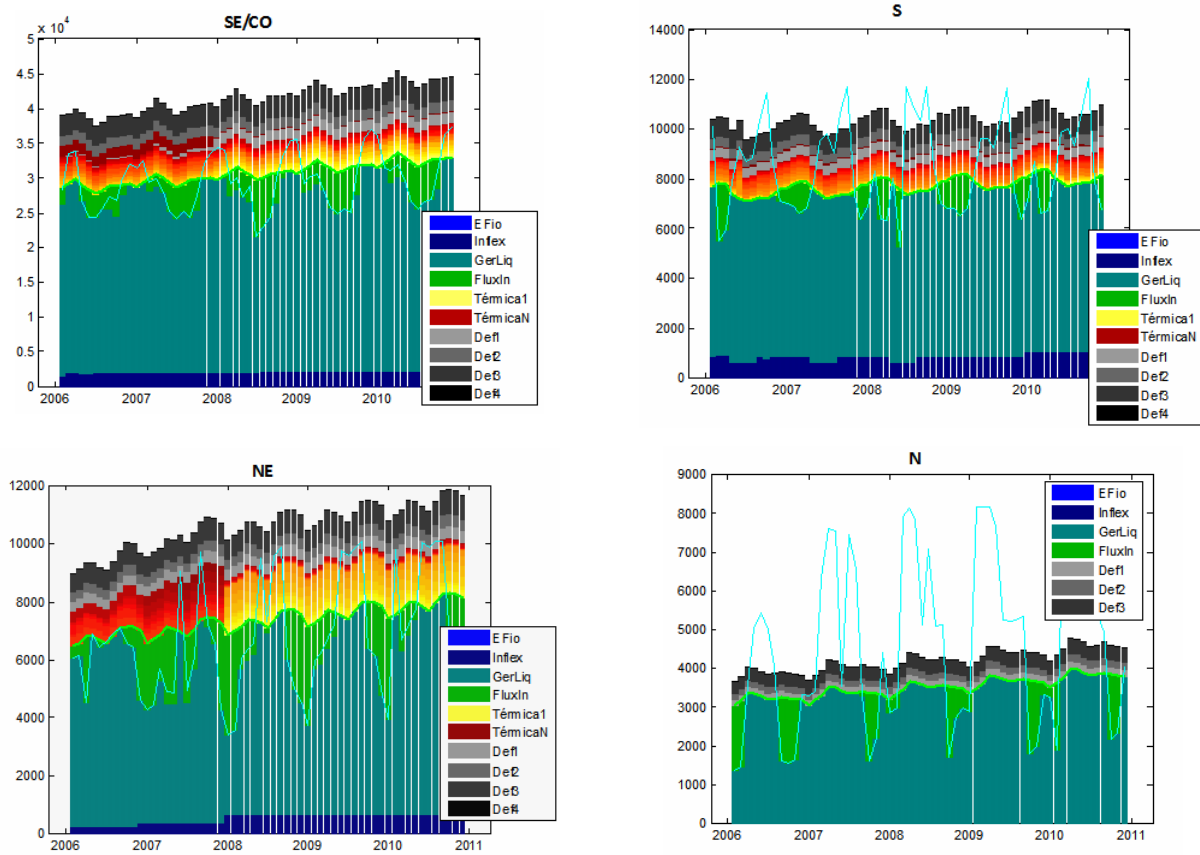 SE/CO
x 10⁴
5
4.5
4
3.5
3
2.5
2
1.5
1
0.5
0
2006 2007 2008 2009 2010
EFio
Inflex
GerLiq
FluxIn
Térmica1
TérmicaN
Def1
Def2
Def3
Def4
S
14000
12000
10000
8000
6000
4000
2000
0
2006 2007 2008 2009 2010
EFio
Inflex
GerLiq
FluxIn
Térmica1
TérmicaN
Def1
Def2
Def3
Def4
NE
12000
10000
8000
6000
4000
2000
0
2006 2007 2008 2009 2010 2011
EFio
Inflex
GerLiq
FluxIn
Térmica1
TérmicaN
Def1
Def2
Def3
Def4
N
9000
8000
7000
6000
5000
4000
3000
2000
1000
0
2006 2007 2008 2009 2010 2011
EFio
Inflex
GerLiq
FluxIn
Def1
Def2
Def3